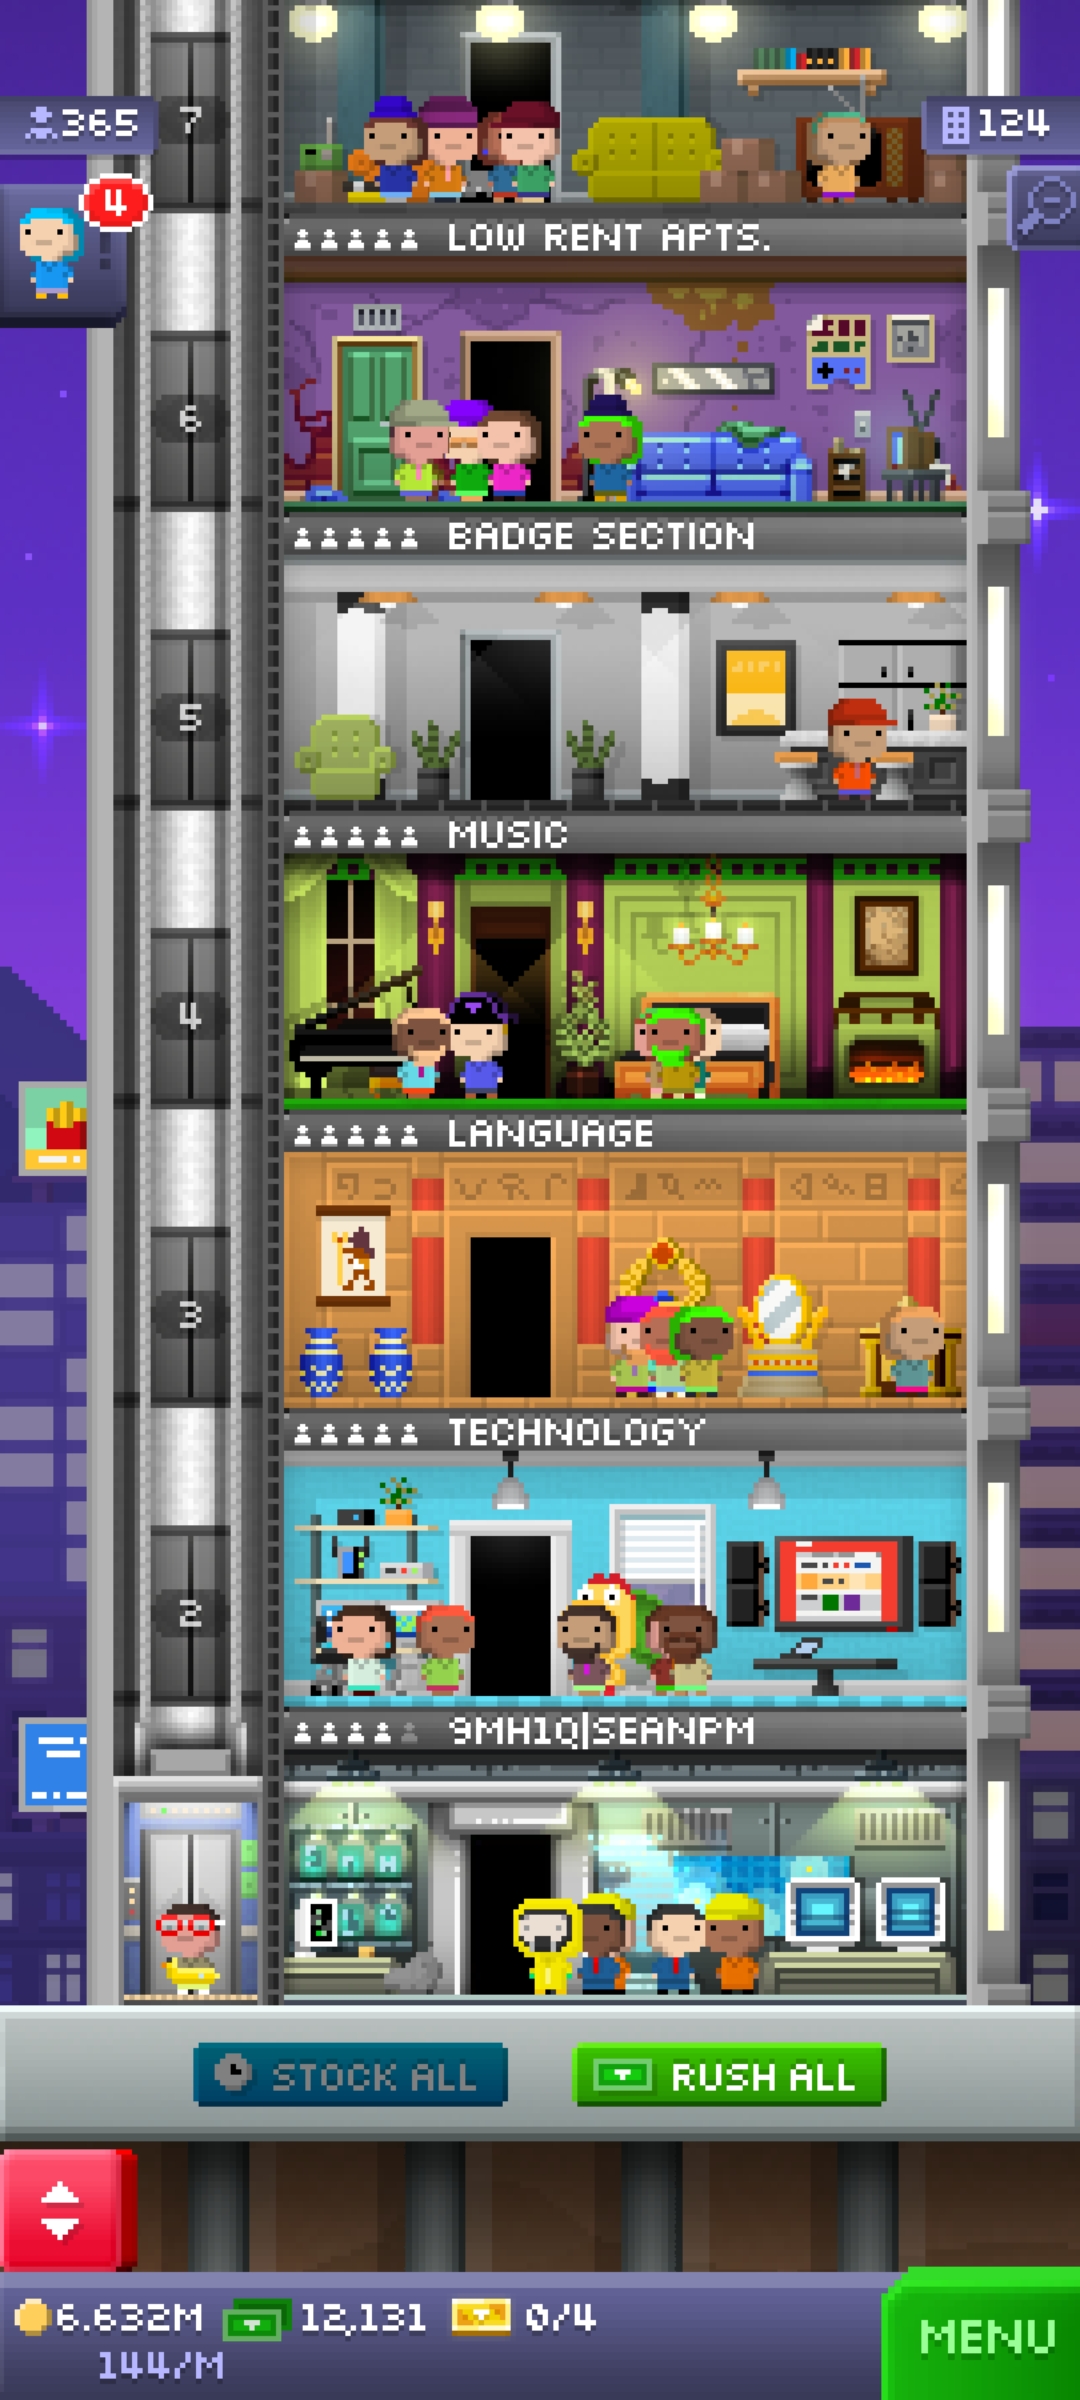 7
365
124
4
LOW RENT APTS.
6
BADGE SECTION
5
MUSIC
4
LANGUAGE
3
TECHNOLOGY
2
9MH1Q|SEANPM
STOCK ALL
RUSH ALL
6.632M
12,131
0/4
144/M
MENU